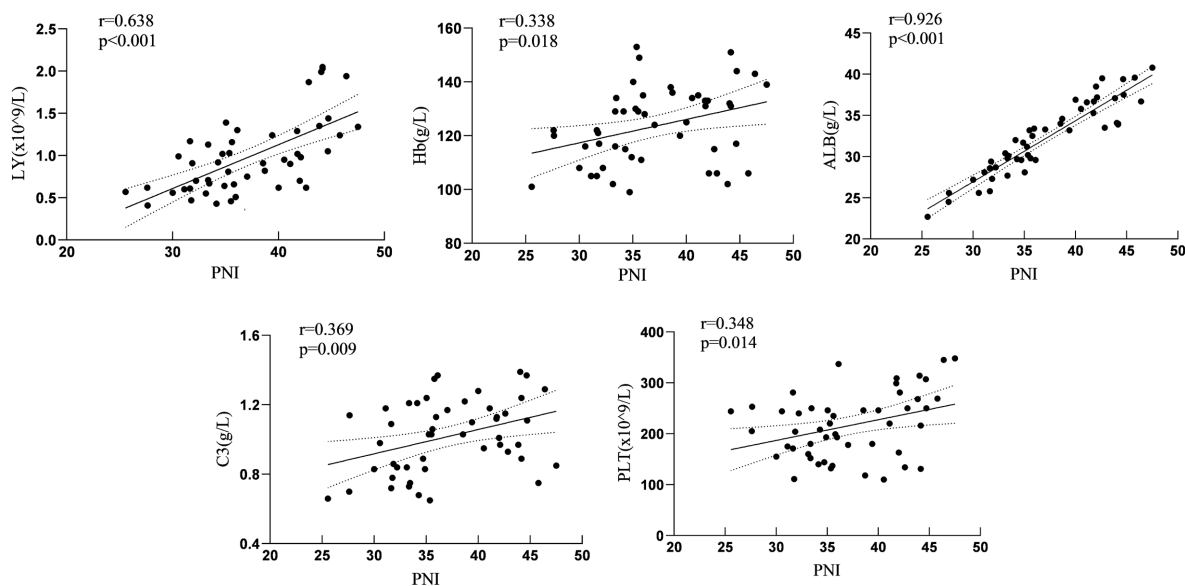 r=0.638
p<0.001
2.5
2.0
1.5
1.0
0.5
0.0
LY(x10^9/L)
20
30
40
50
PNI
r=0.338
p=0.018
160
140
120
100
80
Hb(g/L)
20
25
30
35
40
45
50
PNI
r=0.926
p<0.001
40
35
30
25
20
ALB(g/L)
20
25
30
35
40
45
50
PNI
r=0.369
p=0.009
1.6
1.2
0.8
0.4
C3(g/L)
20
25
30
35
40
45
50
PNI
r=0.348
p=0.014
400
300
200
100
0
PLT(x10^9/L)
20
25
30
35
40
45
50
PNI